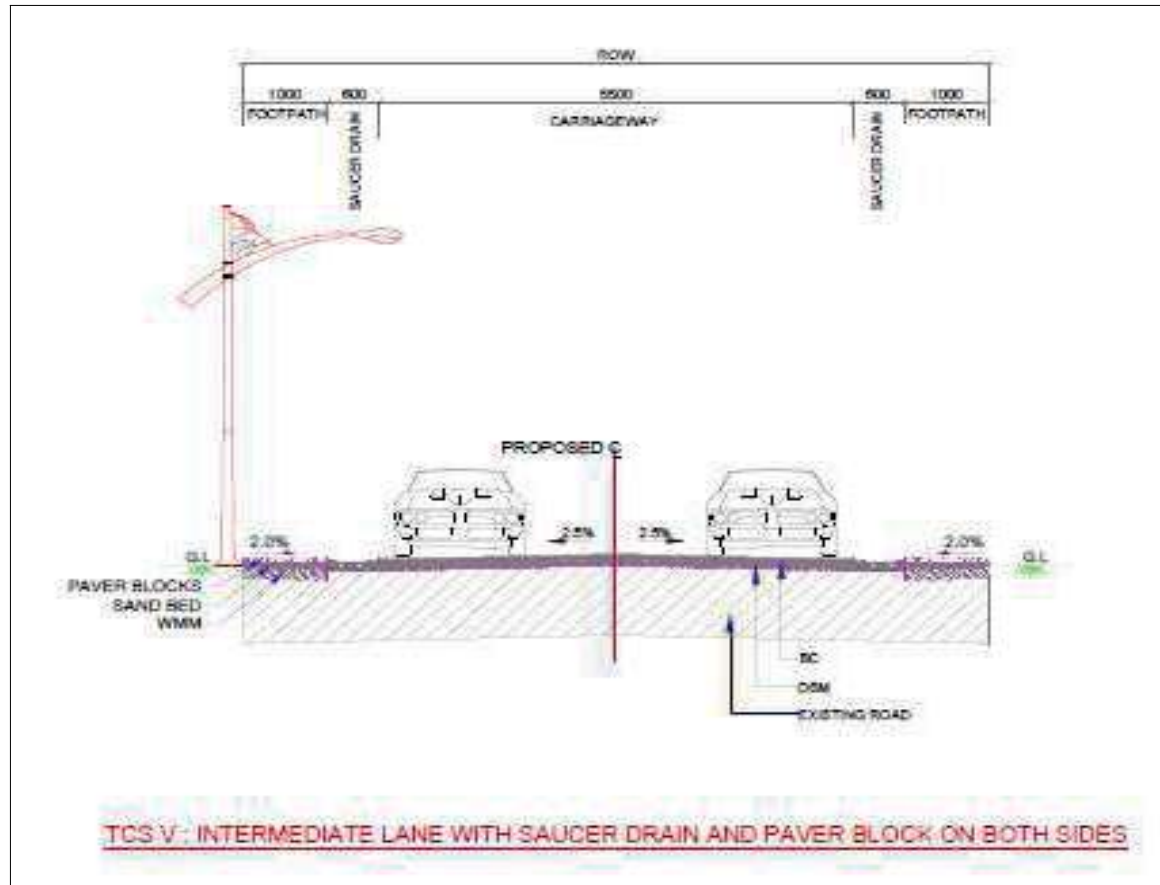 ROW
1000 600 5500 600 1000
FOOTPATH SAUCER DRAIN CARRIAGEWAY SAUCER DRAIN FOOTPATH
PROPOSED ℄
2.0% 2.5% 2.5% 2.0%
G.L G.L
PAVER BLOCKS
SAND BED
WMM
BC
DBM
EXISTING ROAD
TCS V : INTERMEDIATE LANE WITH SAUCER DRAIN AND PAVER BLOCK ON BOTH SIDES